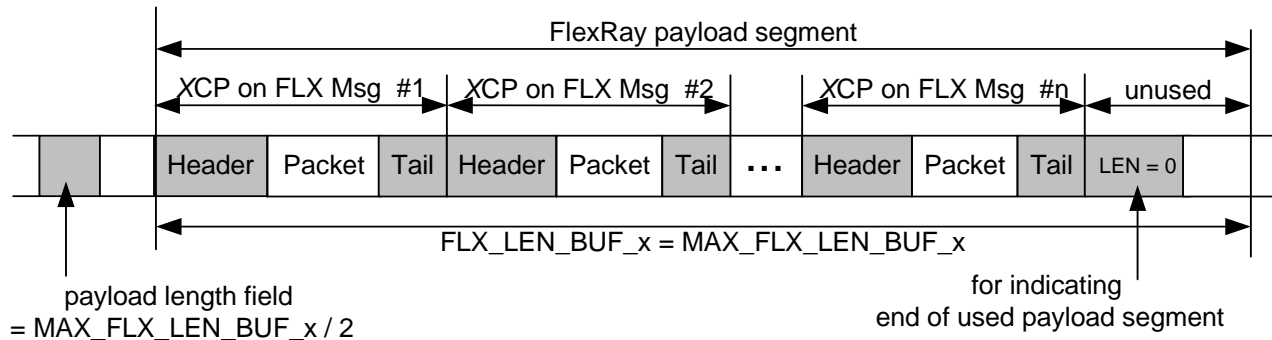 FlexRay payload segment
XCP on FLX Msg #1 XCP on FLX Msg #2 XCP on FLX Msg #n unused
Header Packet Tail Header Packet Tail ... Header Packet Tail LEN = 0
FLX_LEN_BUF_x = MAX_FLX_LEN_BUF_x
payload length field
= MAX_FLX_LEN_BUF_x / 2
for indicating
end of used payload segment